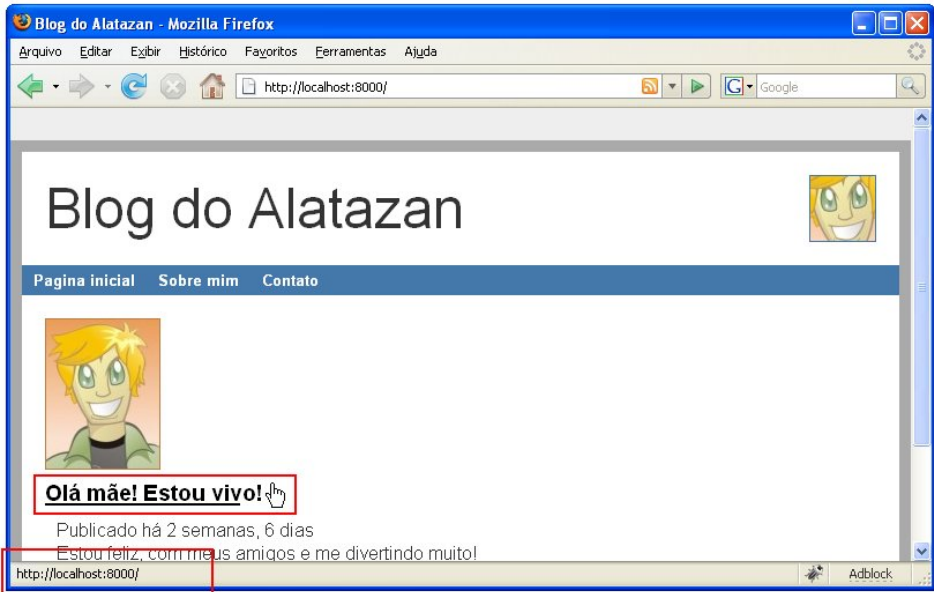 Blog do Alatazan - Mozilla Firefox
Arquivo Editar Exibir Histórico Favoritos Ferramentas Ajuda
http://localhost:8000/ G Google
Blog do Alatazan
Pagina inicial Sobre mim Contato
Olá mãe! Estou vivo!
Publicado há 2 semanas, 6 dias
Estou feliz, com meus amigos e me divertindo muito!
http://localhost:8000/ Adblock